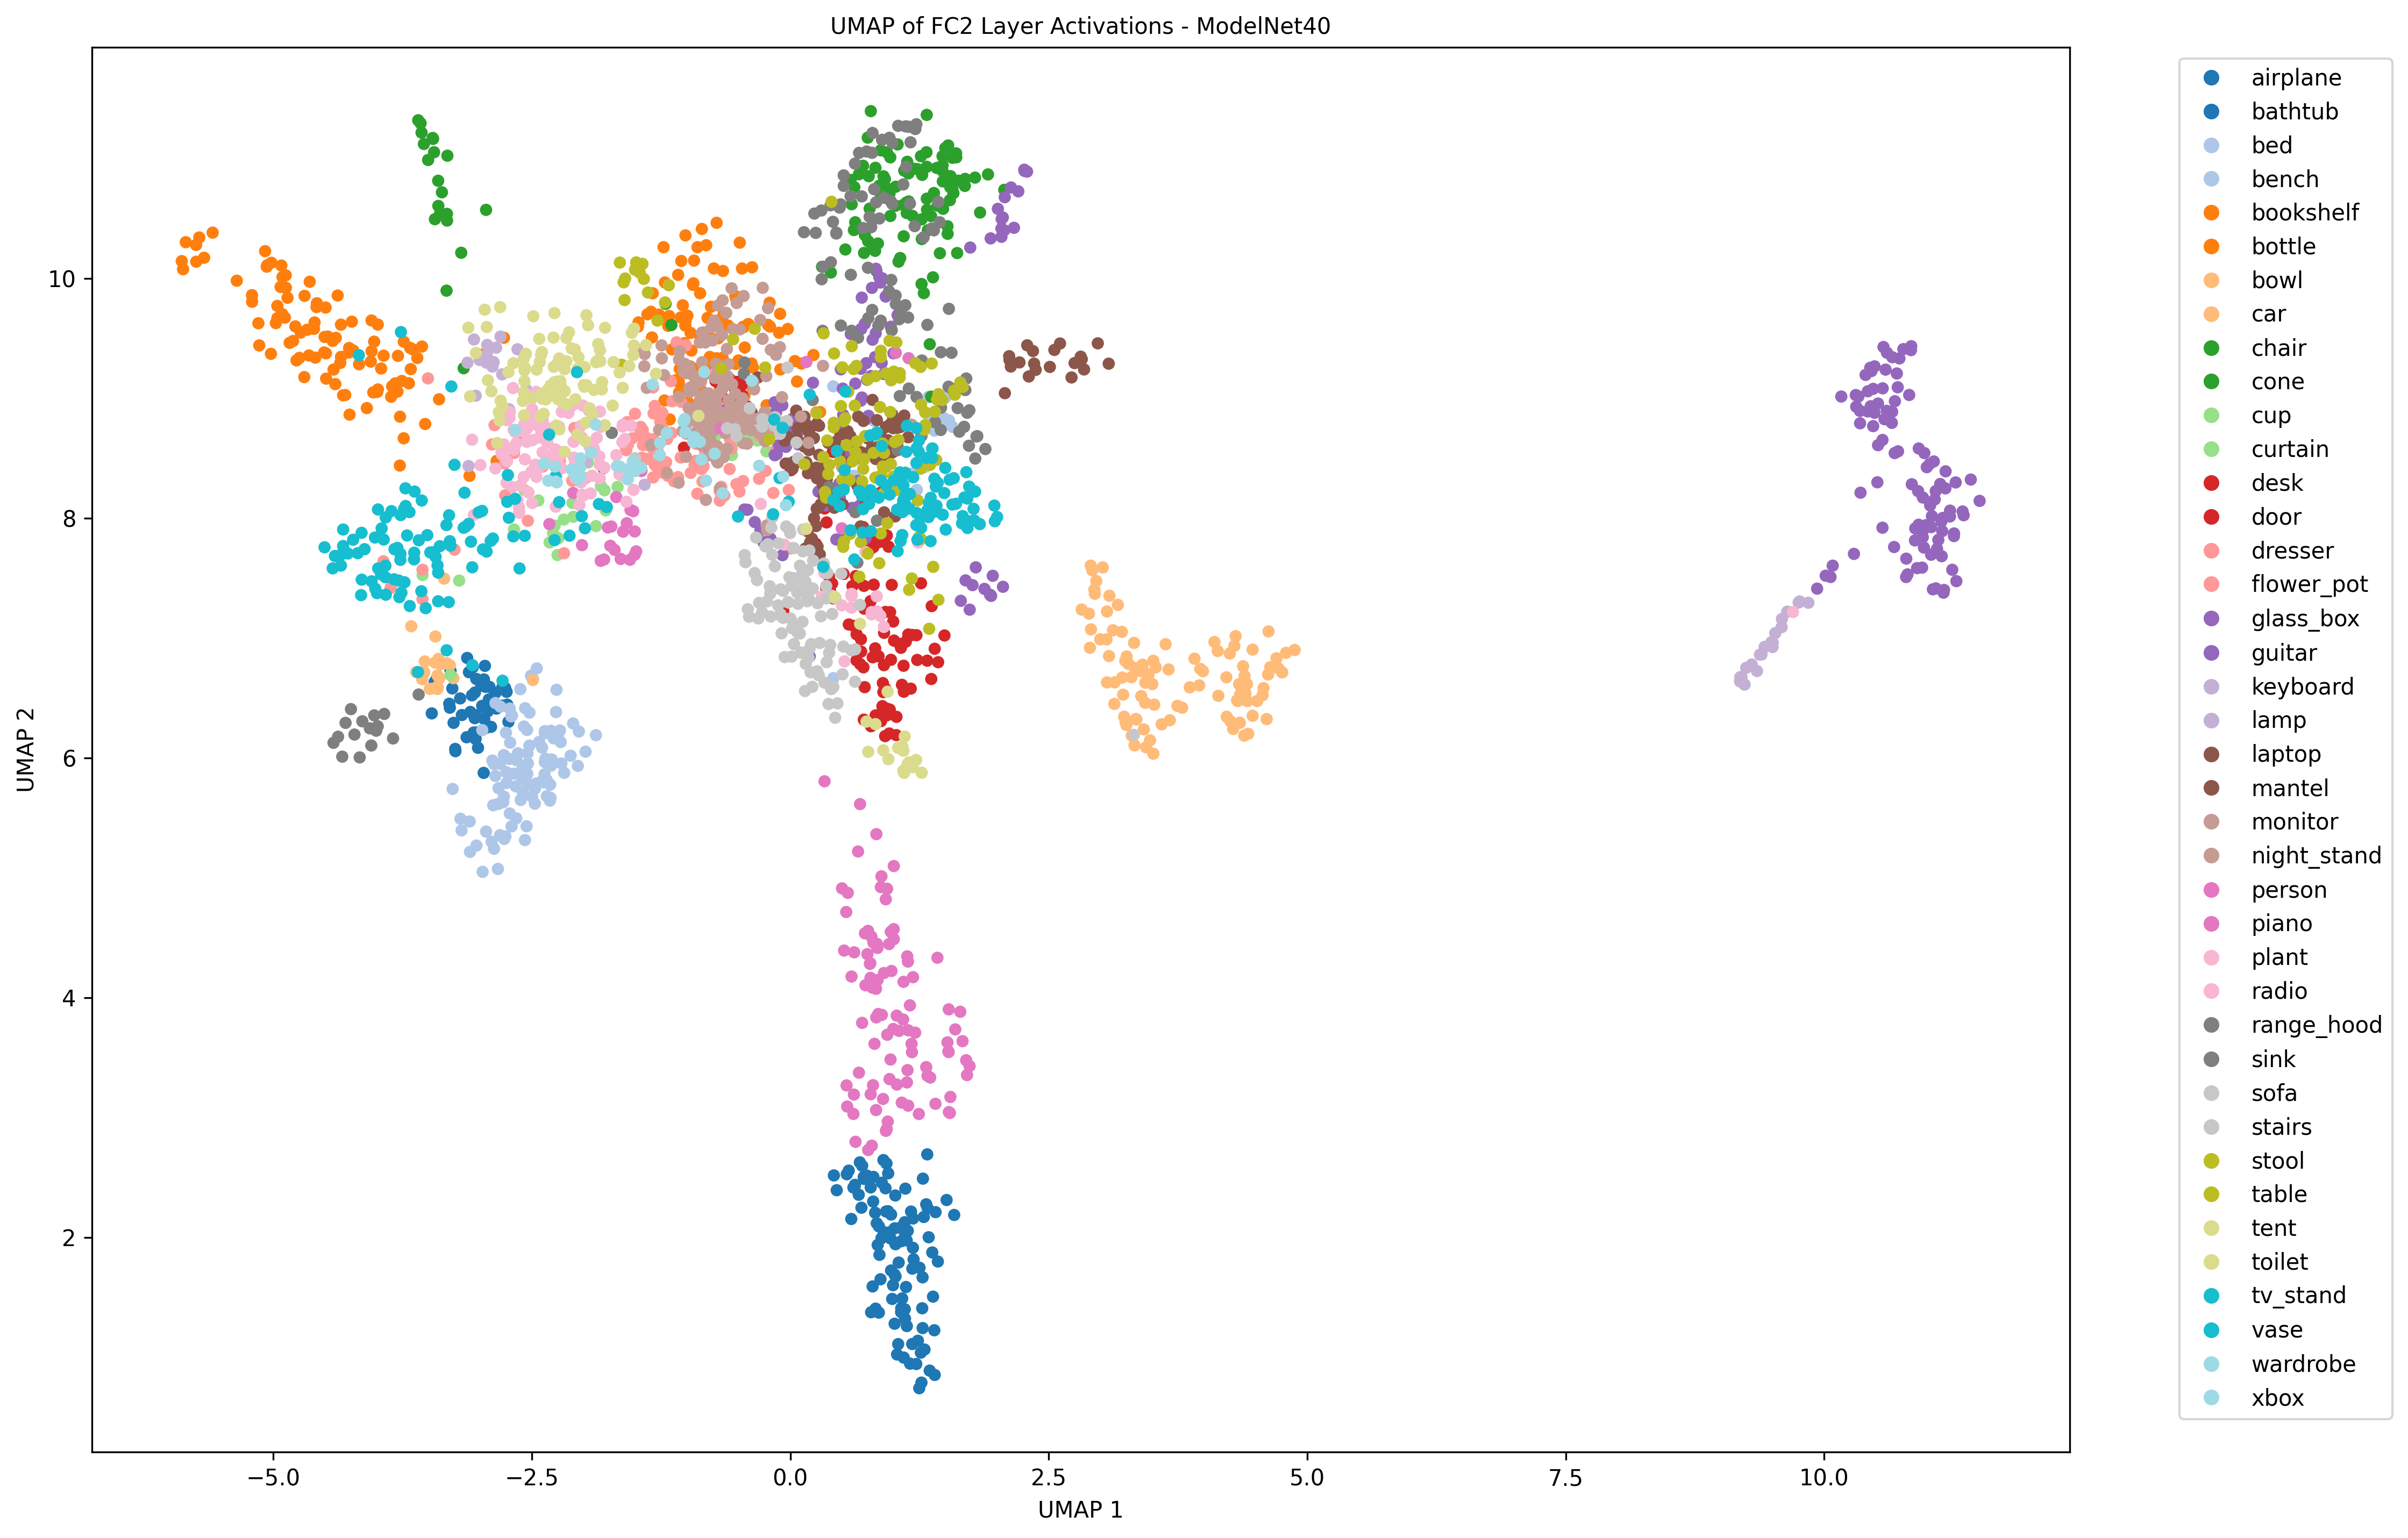 UMAP of FC2 Layer Activations - ModelNet40
UMAP 2
10
8
6
4
2
−5.0
−2.5
0.0
2.5
5.0
7.5
10.0
UMAP 1
airplane
bathtub
bed
bench
bookshelf
bottle
bowl
car
chair
cone
cup
curtain
desk
door
dresser
flower_pot
glass_box
guitar
keyboard
lamp
laptop
mantel
monitor
night_stand
person
piano
plant
radio
range_hood
sink
sofa
stairs
stool
table
tent
toilet
tv_stand
vase
wardrobe
xbox